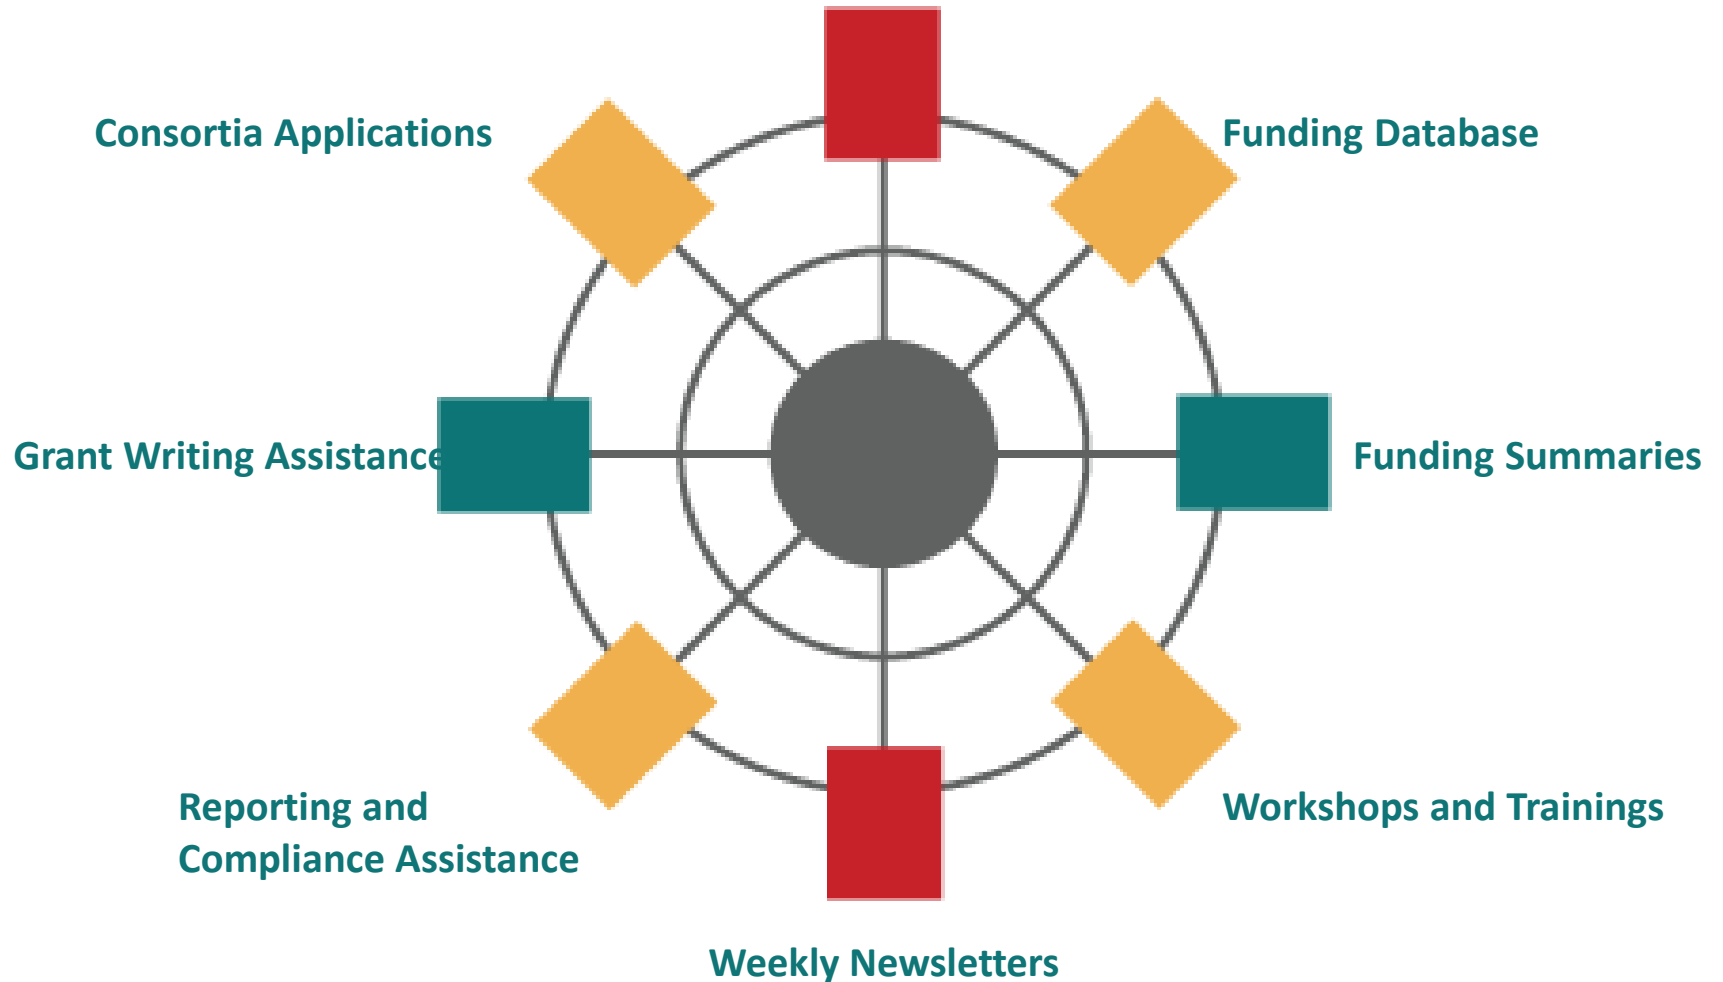 Consortia Applications
Funding Database
Grant Writing Assistance
Funding Summaries
Reporting and
Compliance Assistance
Workshops and Trainings
Weekly Newsletters